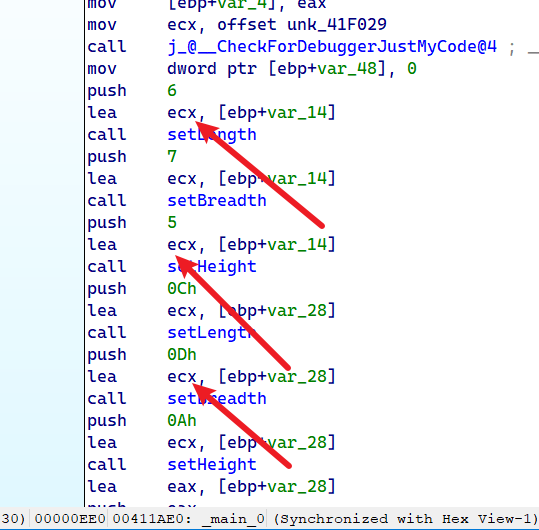 mov [ebp+var_4], eax
mov ecx, offset unk_41F029
call j_@__CheckForDebuggerJustMyCode@4 ; _
mov dword ptr [ebp+var_48], 0
push 6
lea ecx, [ebp+var_14]
call setLength
push 7
lea ecx, [ebp+var_14]
call setBreadth
push 5
lea ecx, [ebp+var_14]
call setHeight
push 0Ch
lea ecx, [ebp+var_28]
call setLength
push 0Dh
lea ecx, [ebp+var_28]
call setBreadth
push 0Ah
lea ecx, [ebp+var_28]
call setHeight
lea eax, [ebp+var_28]
push eax
30) 00000EE0 00411AE0: _main_0 (Synchronized with Hex View-1)